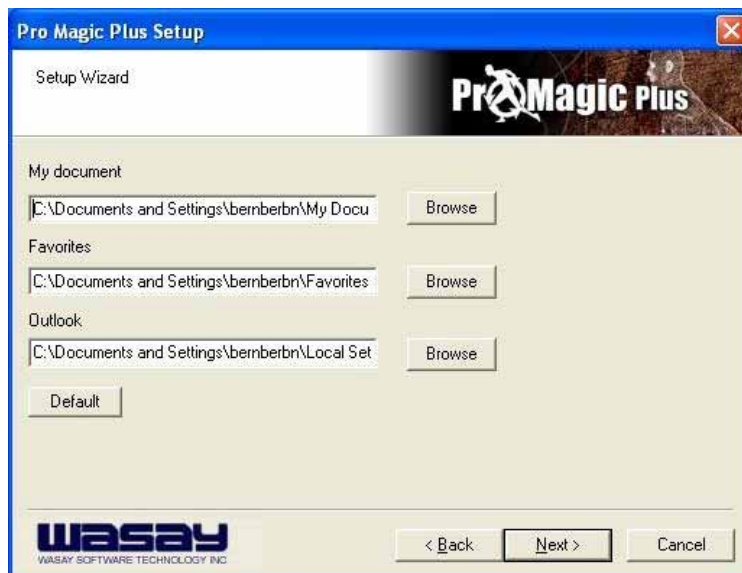 Pro Magic Plus Setup
Setup Wizard
Pro Magic Plus
My document
C:\Documents and Settings\bernberbn\My Docu
Browse
Favorites
C:\Documents and Settings\bernberbn\Favorites
Browse
Outlook
C:\Documents and Settings\bernberbn\Local Set
Browse
Default
wasay
WASAY SOFTWARE TECHNOLOGY INC
< Back
Next >
Cancel